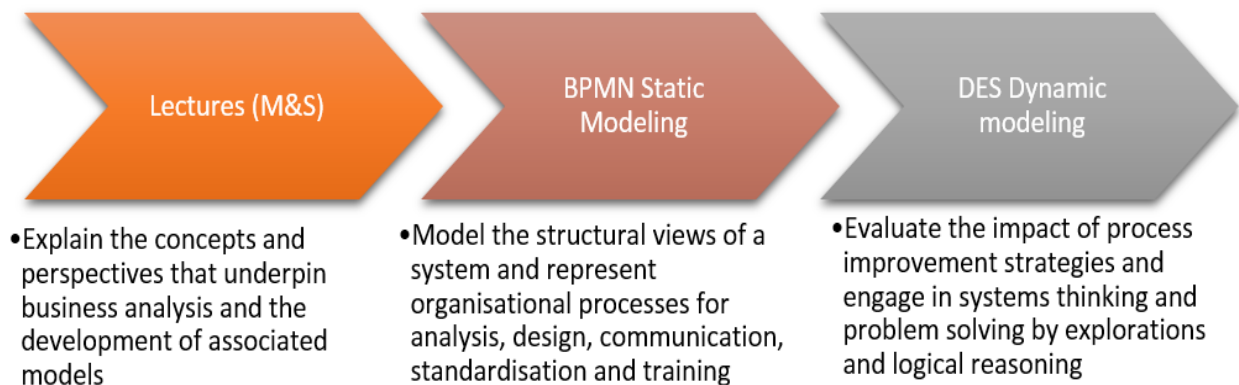 Lectures (M&S)
BPMN Static
Modeling
DES Dynamic
modeling
•Explain the concepts and
perspectives that underpin
business analysis and the
development of associated
models
•Model the structural views of a
system and represent
organisational processes for
analysis, design, communication,
standardisation and training
•Evaluate the impact of process
improvement strategies and
engage in systems thinking and
problem solving by explorations
and logical reasoning